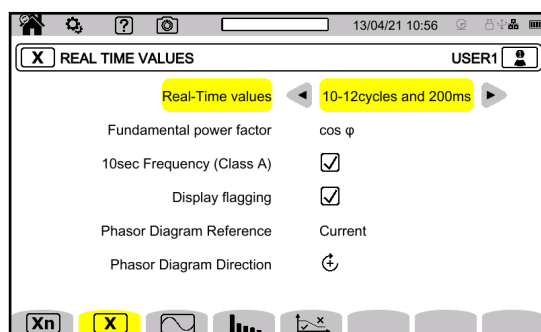 ?
13/04/21 10:56
X REAL TIME VALUES USER1
Real-Time values 10-12cycles and 200ms
Fundamental power factor cos φ
10sec Frequency (Class A)
Display flagging
Phasor Diagram Reference Current
Phasor Diagram Direction
Xn X